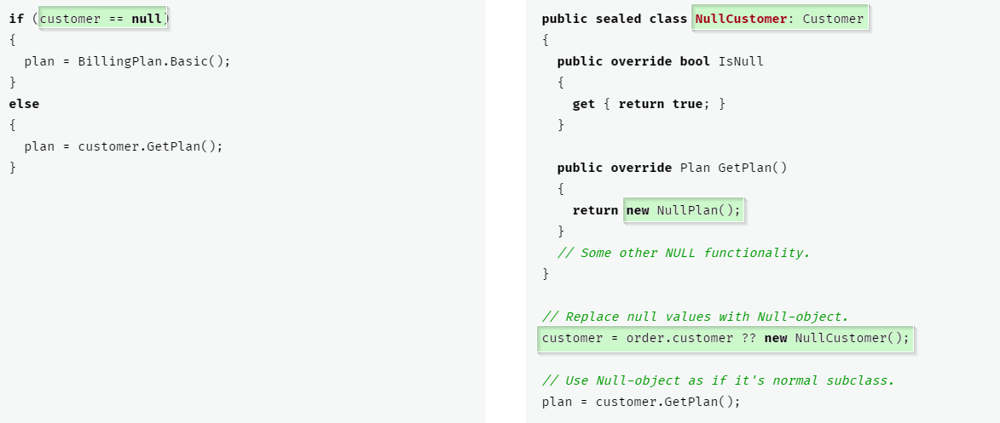 if (customer == null)
{
  plan = BillingPlan.Basic();
}
else
{
  plan = customer.GetPlan();
}
public sealed class NullCustomer: Customer
{
  public override bool IsNull
  {
    get { return true; }
  }

  public override Plan GetPlan()
  {
    return new NullPlan();
  }
  // Some other NULL functionality.
}

// Replace null values with Null-object.
customer = order.customer ?? new NullCustomer();

// Use Null-object as if it's normal subclass.
plan = customer.GetPlan();